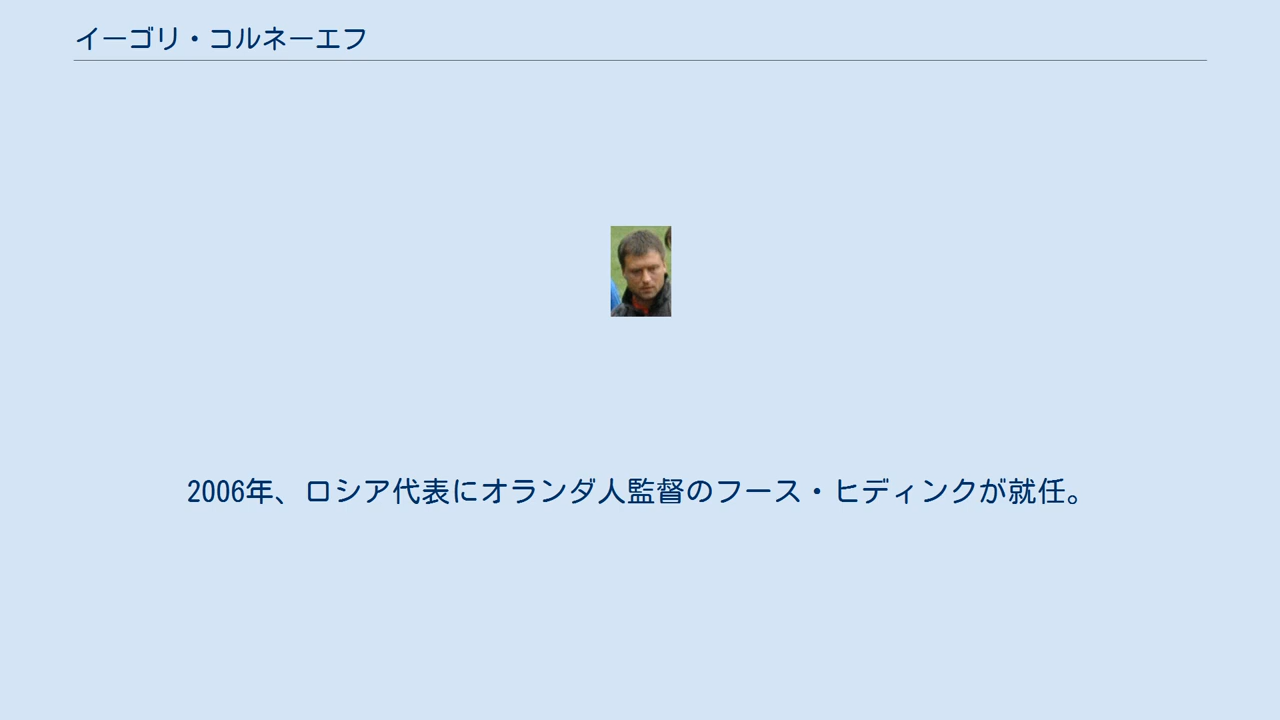 イーゴリ・コルネーエフ
2006年、ロシア代表にオランダ人監督のフース・ヒディンクが就任。